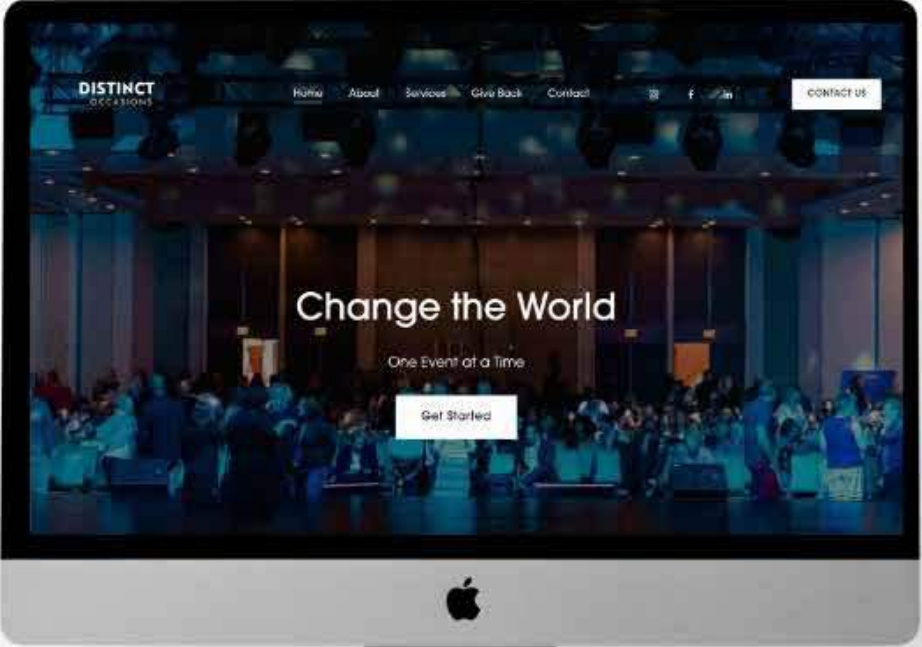 DISTINCT
OCCASIONS
Home About Services Give Back Contact f in CONTACT US
Change the World
One Event at a Time
Get Started